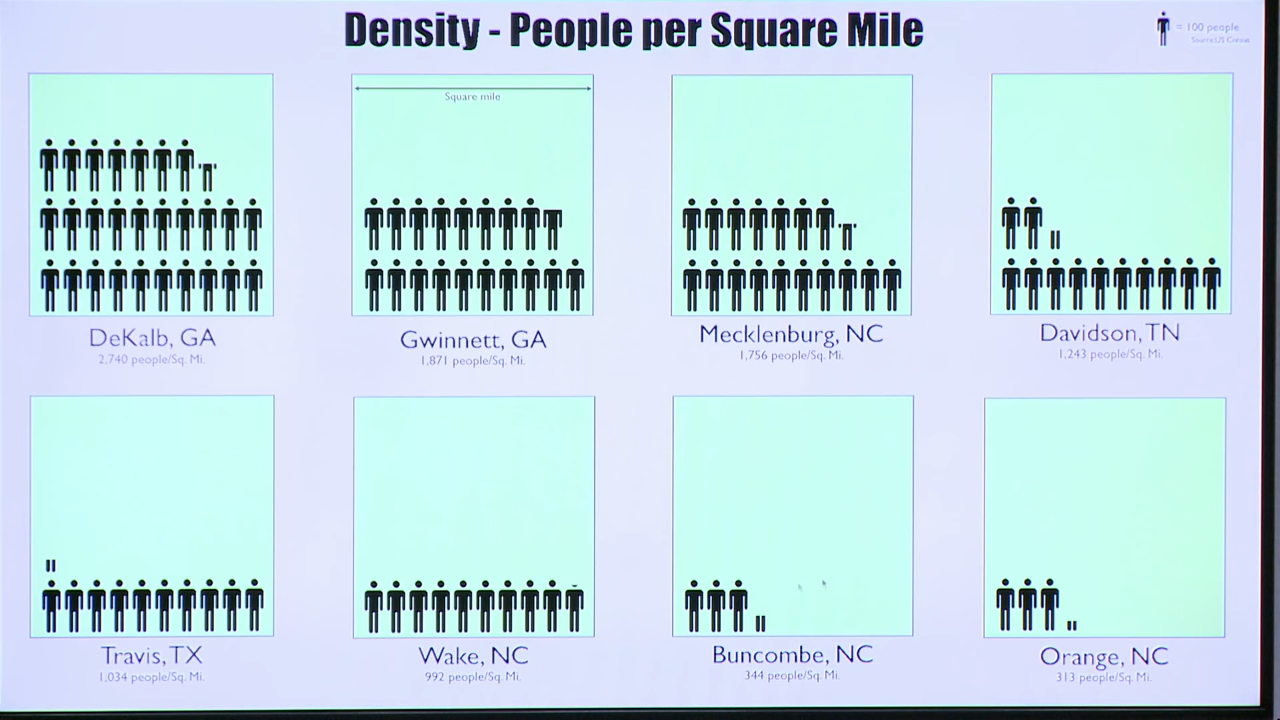 Density - People per Square Mile
= 100 people
Source:US Census
Square mile
DeKalb, GA
2,740 people/Sq. Mi.
Gwinnett, GA
1,871 people/Sq. Mi.
Mecklenburg, NC
1,756 people/Sq. Mi.
Davidson, TN
1,243 people/Sq. Mi.
Travis, TX
1,034 people/Sq. Mi.
Wake, NC
992 people/Sq. Mi.
Buncombe, NC
344 people/Sq. Mi.
Orange, NC
313 people/Sq. Mi.